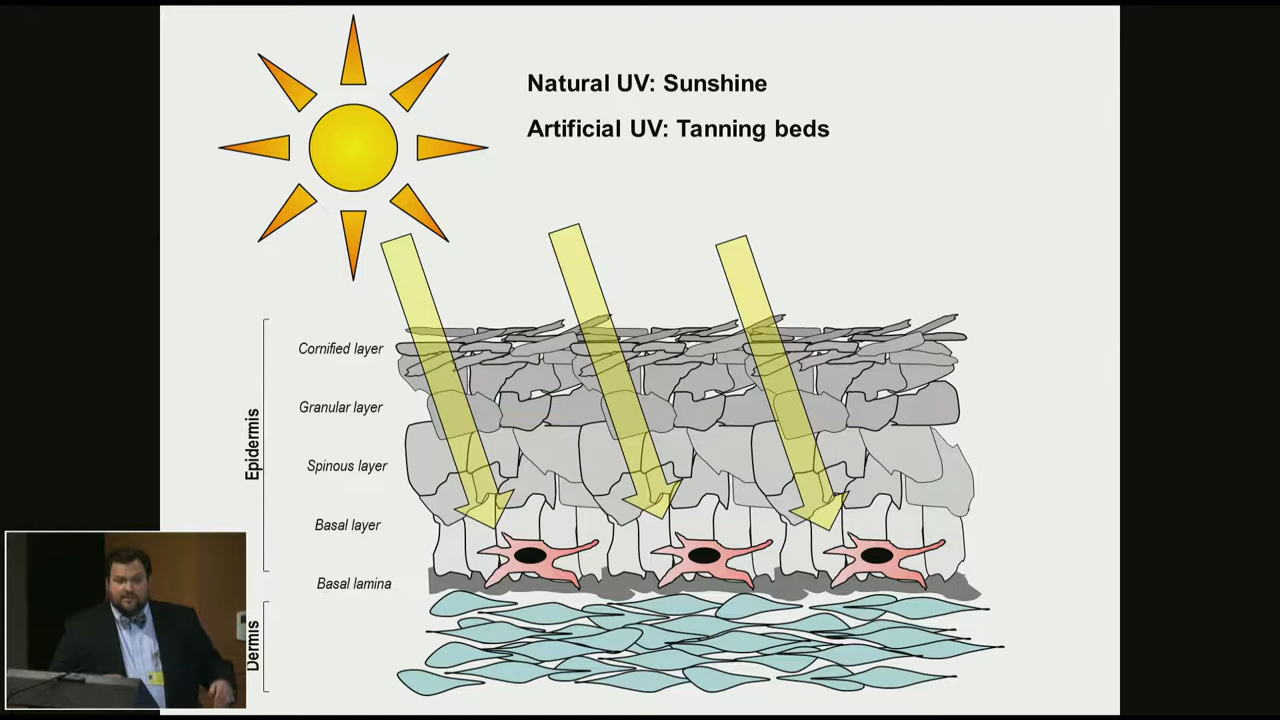 Natural UV: Sunshine
Artificial UV: Tanning beds
Epidermis
Cornified layer
Granular layer
Spinous layer
Basal layer
Basal lamina
Dermis